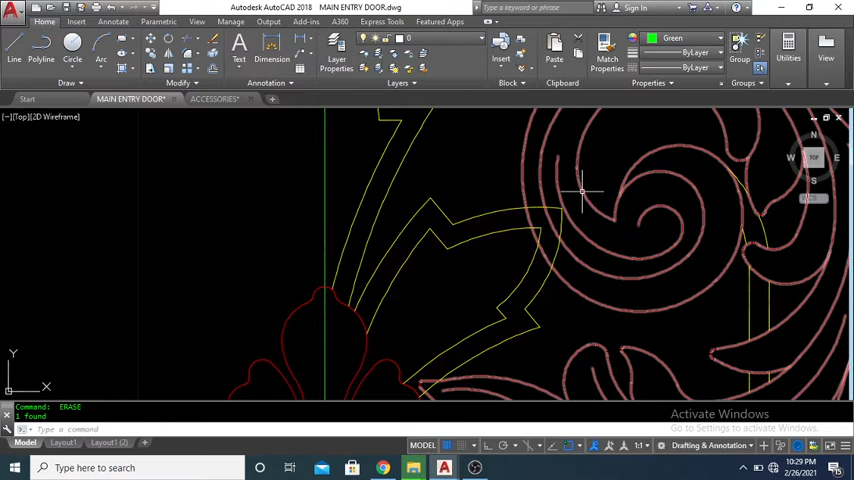 Autodesk AutoCAD 2018 MAIN ENTRY DOOR.dwg
Type a keyword or phrase
Sign In
Home Insert Annotate Parametric View Manage Output Add-ins A360 Express Tools Featured Apps
Line Polyline Circle Arc
Text Dimension
Layer Properties
0
Insert
Paste
Match Properties
Green
ByLayer
ByLayer
Group
Utilities
View
Draw Modify Annotation Layers Block Clipboard Properties Groups
Start MAIN ENTRY DOOR* ACCESSORIES*
[−][Top][2D Wireframe]
N
W TOP E
S
Y
X
Command: ERASE
1 found
Type a command
Activate Windows
Go to Settings to activate Windows.
Model Layout1 Layout1 (2) +
MODEL
1:1
Drafting & Annotation
Type here to search
10:29 PM
2/26/2021